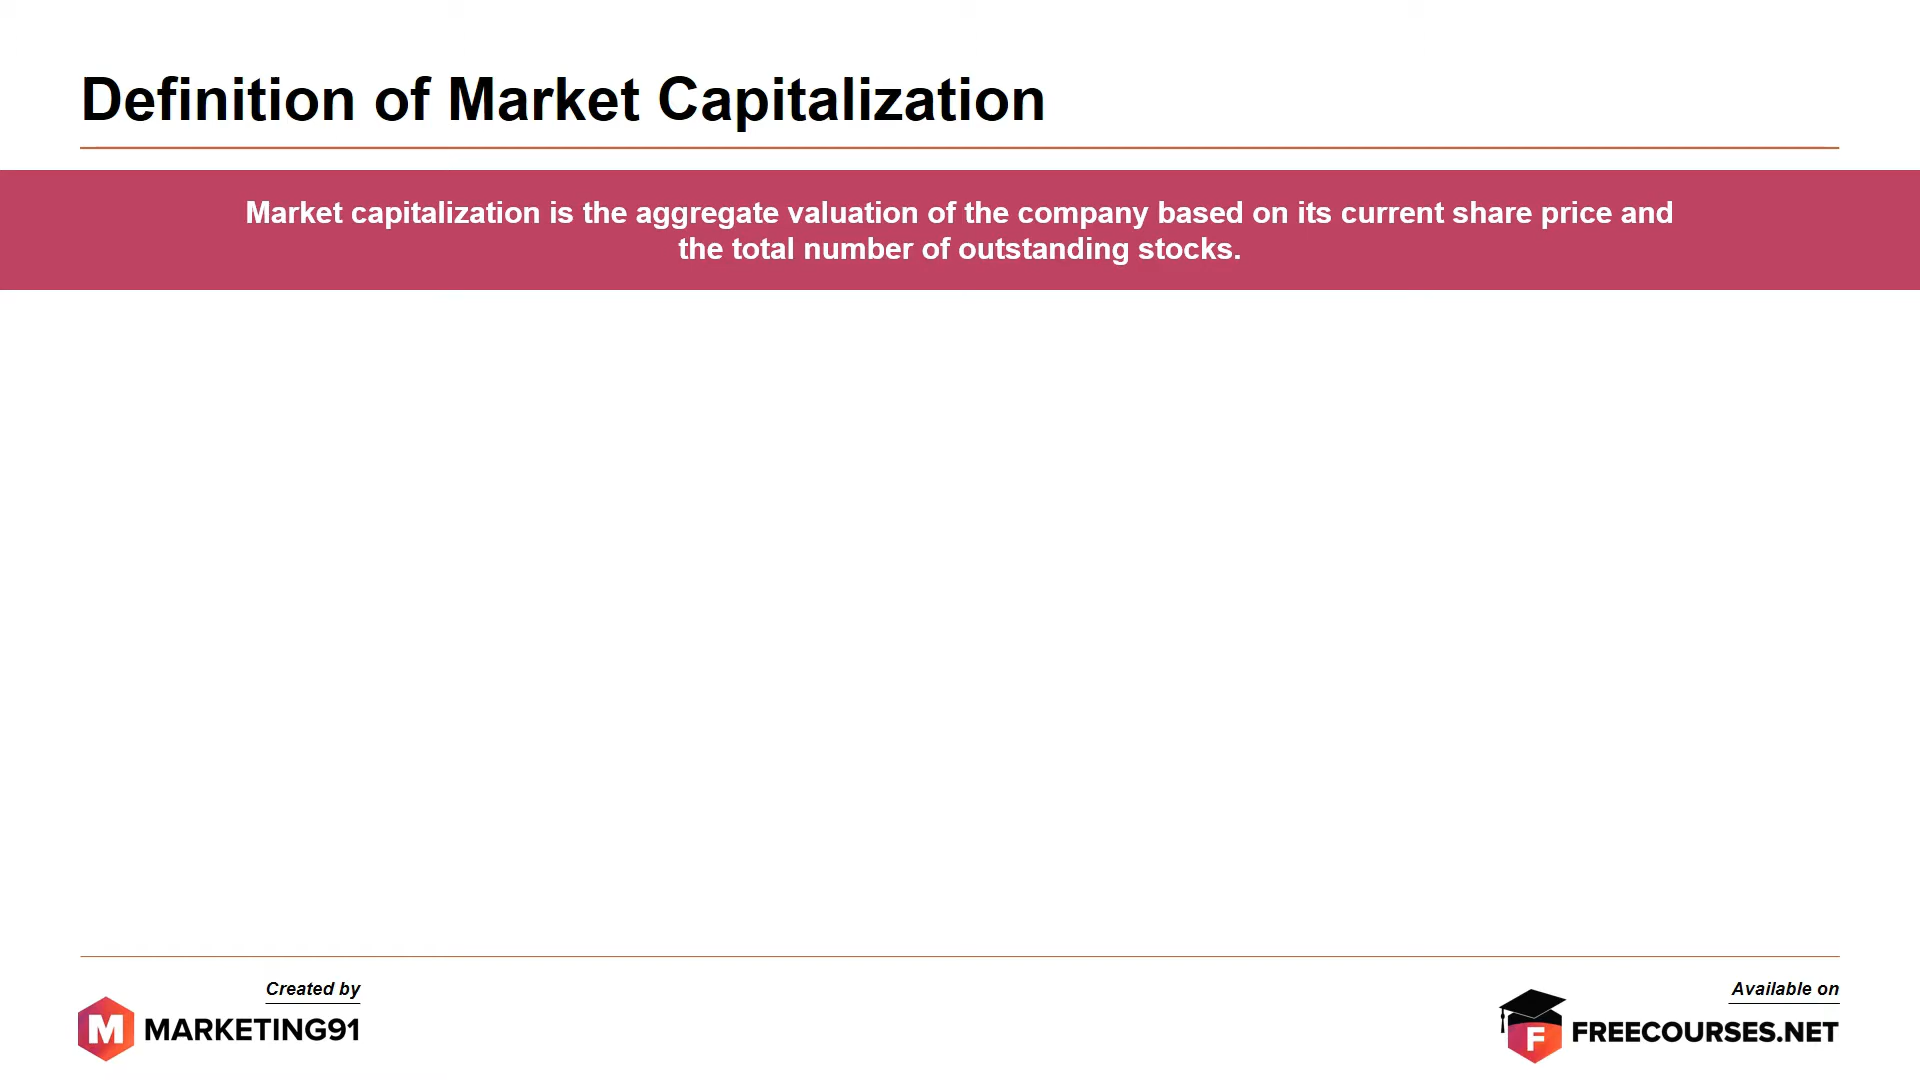 Definition of Market Capitalization
Market capitalization is the aggregate valuation of the company based on its current share price and
the total number of outstanding stocks.
Created by
M MARKETING91
Available on
F FREECOURSES.NET